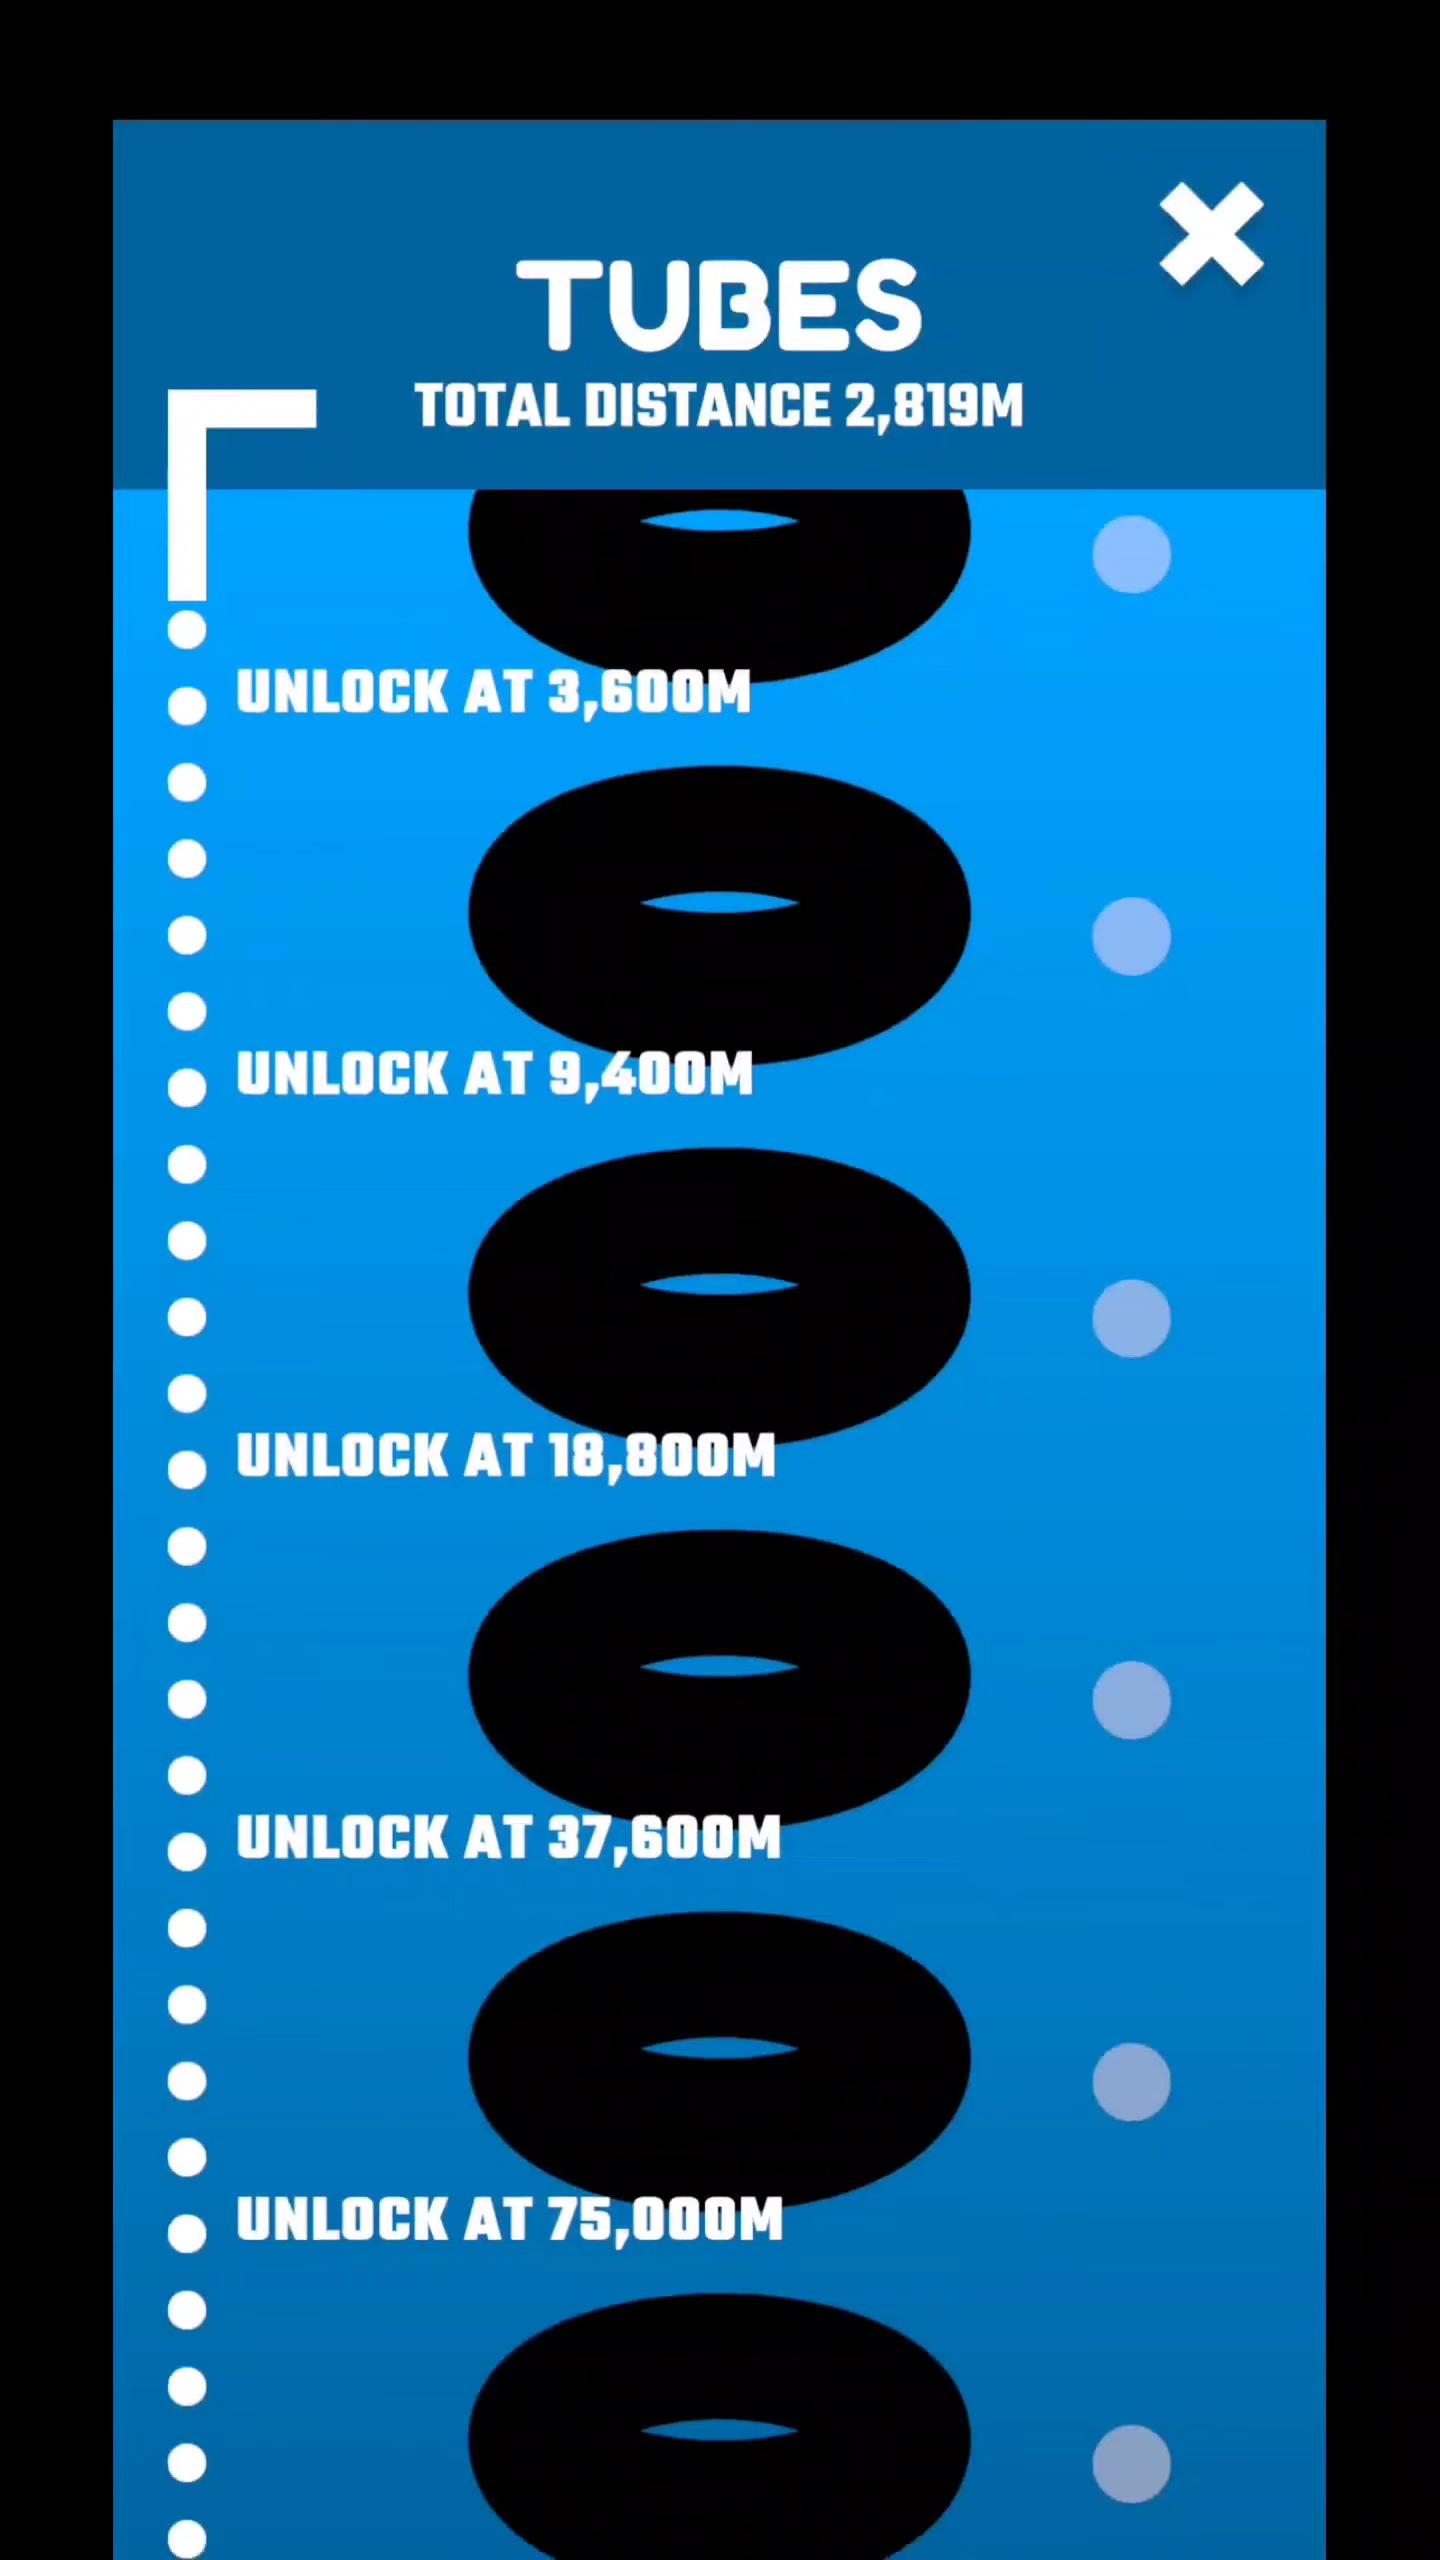 TUBES
TOTAL DISTANCE 2,819M
UNLOCK AT 3,600M
UNLOCK AT 9,400M
UNLOCK AT 18,800M
UNLOCK AT 37,600M
UNLOCK AT 75,000M